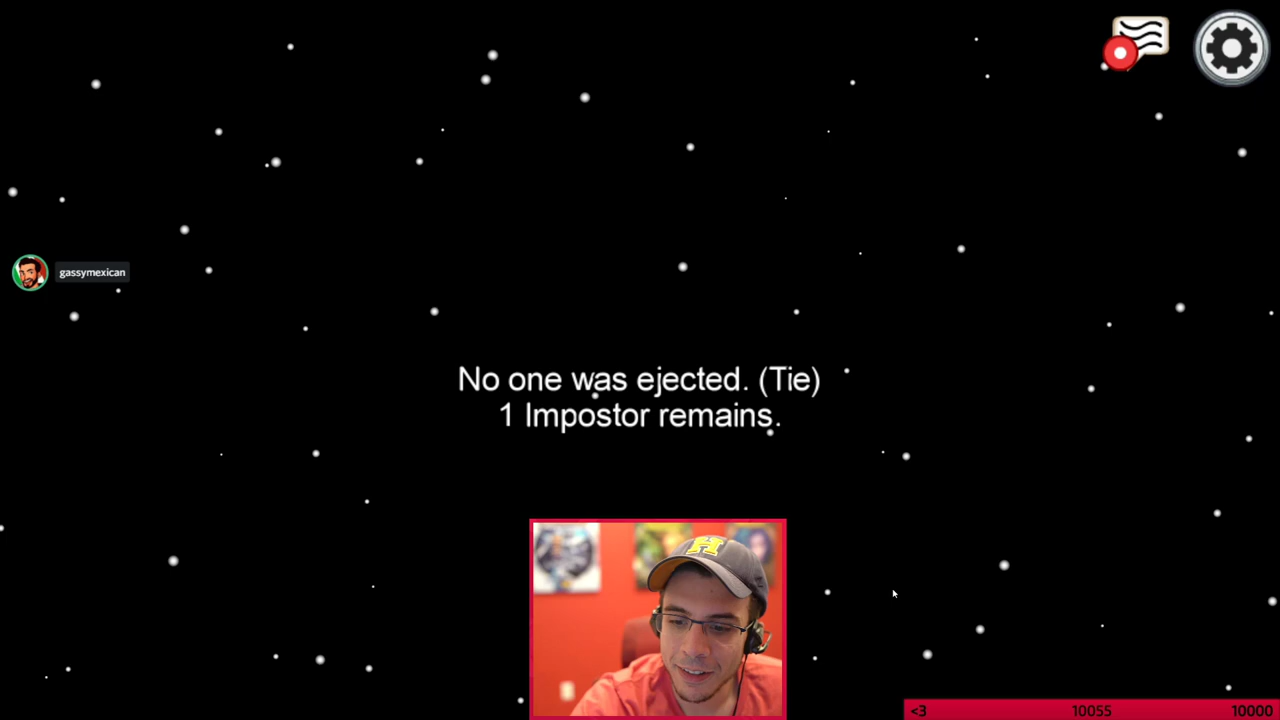 gassymexican
No one was ejected. (Tie)
1 Impostor remains.
H
<3 10055 10000